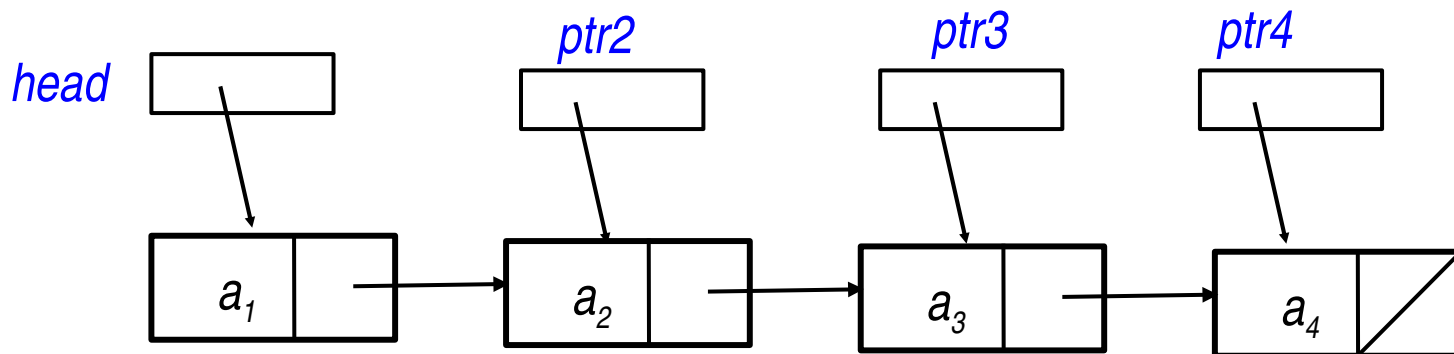 head
ptr2
ptr3
ptr4
a₁
a₂
a₃
a₄